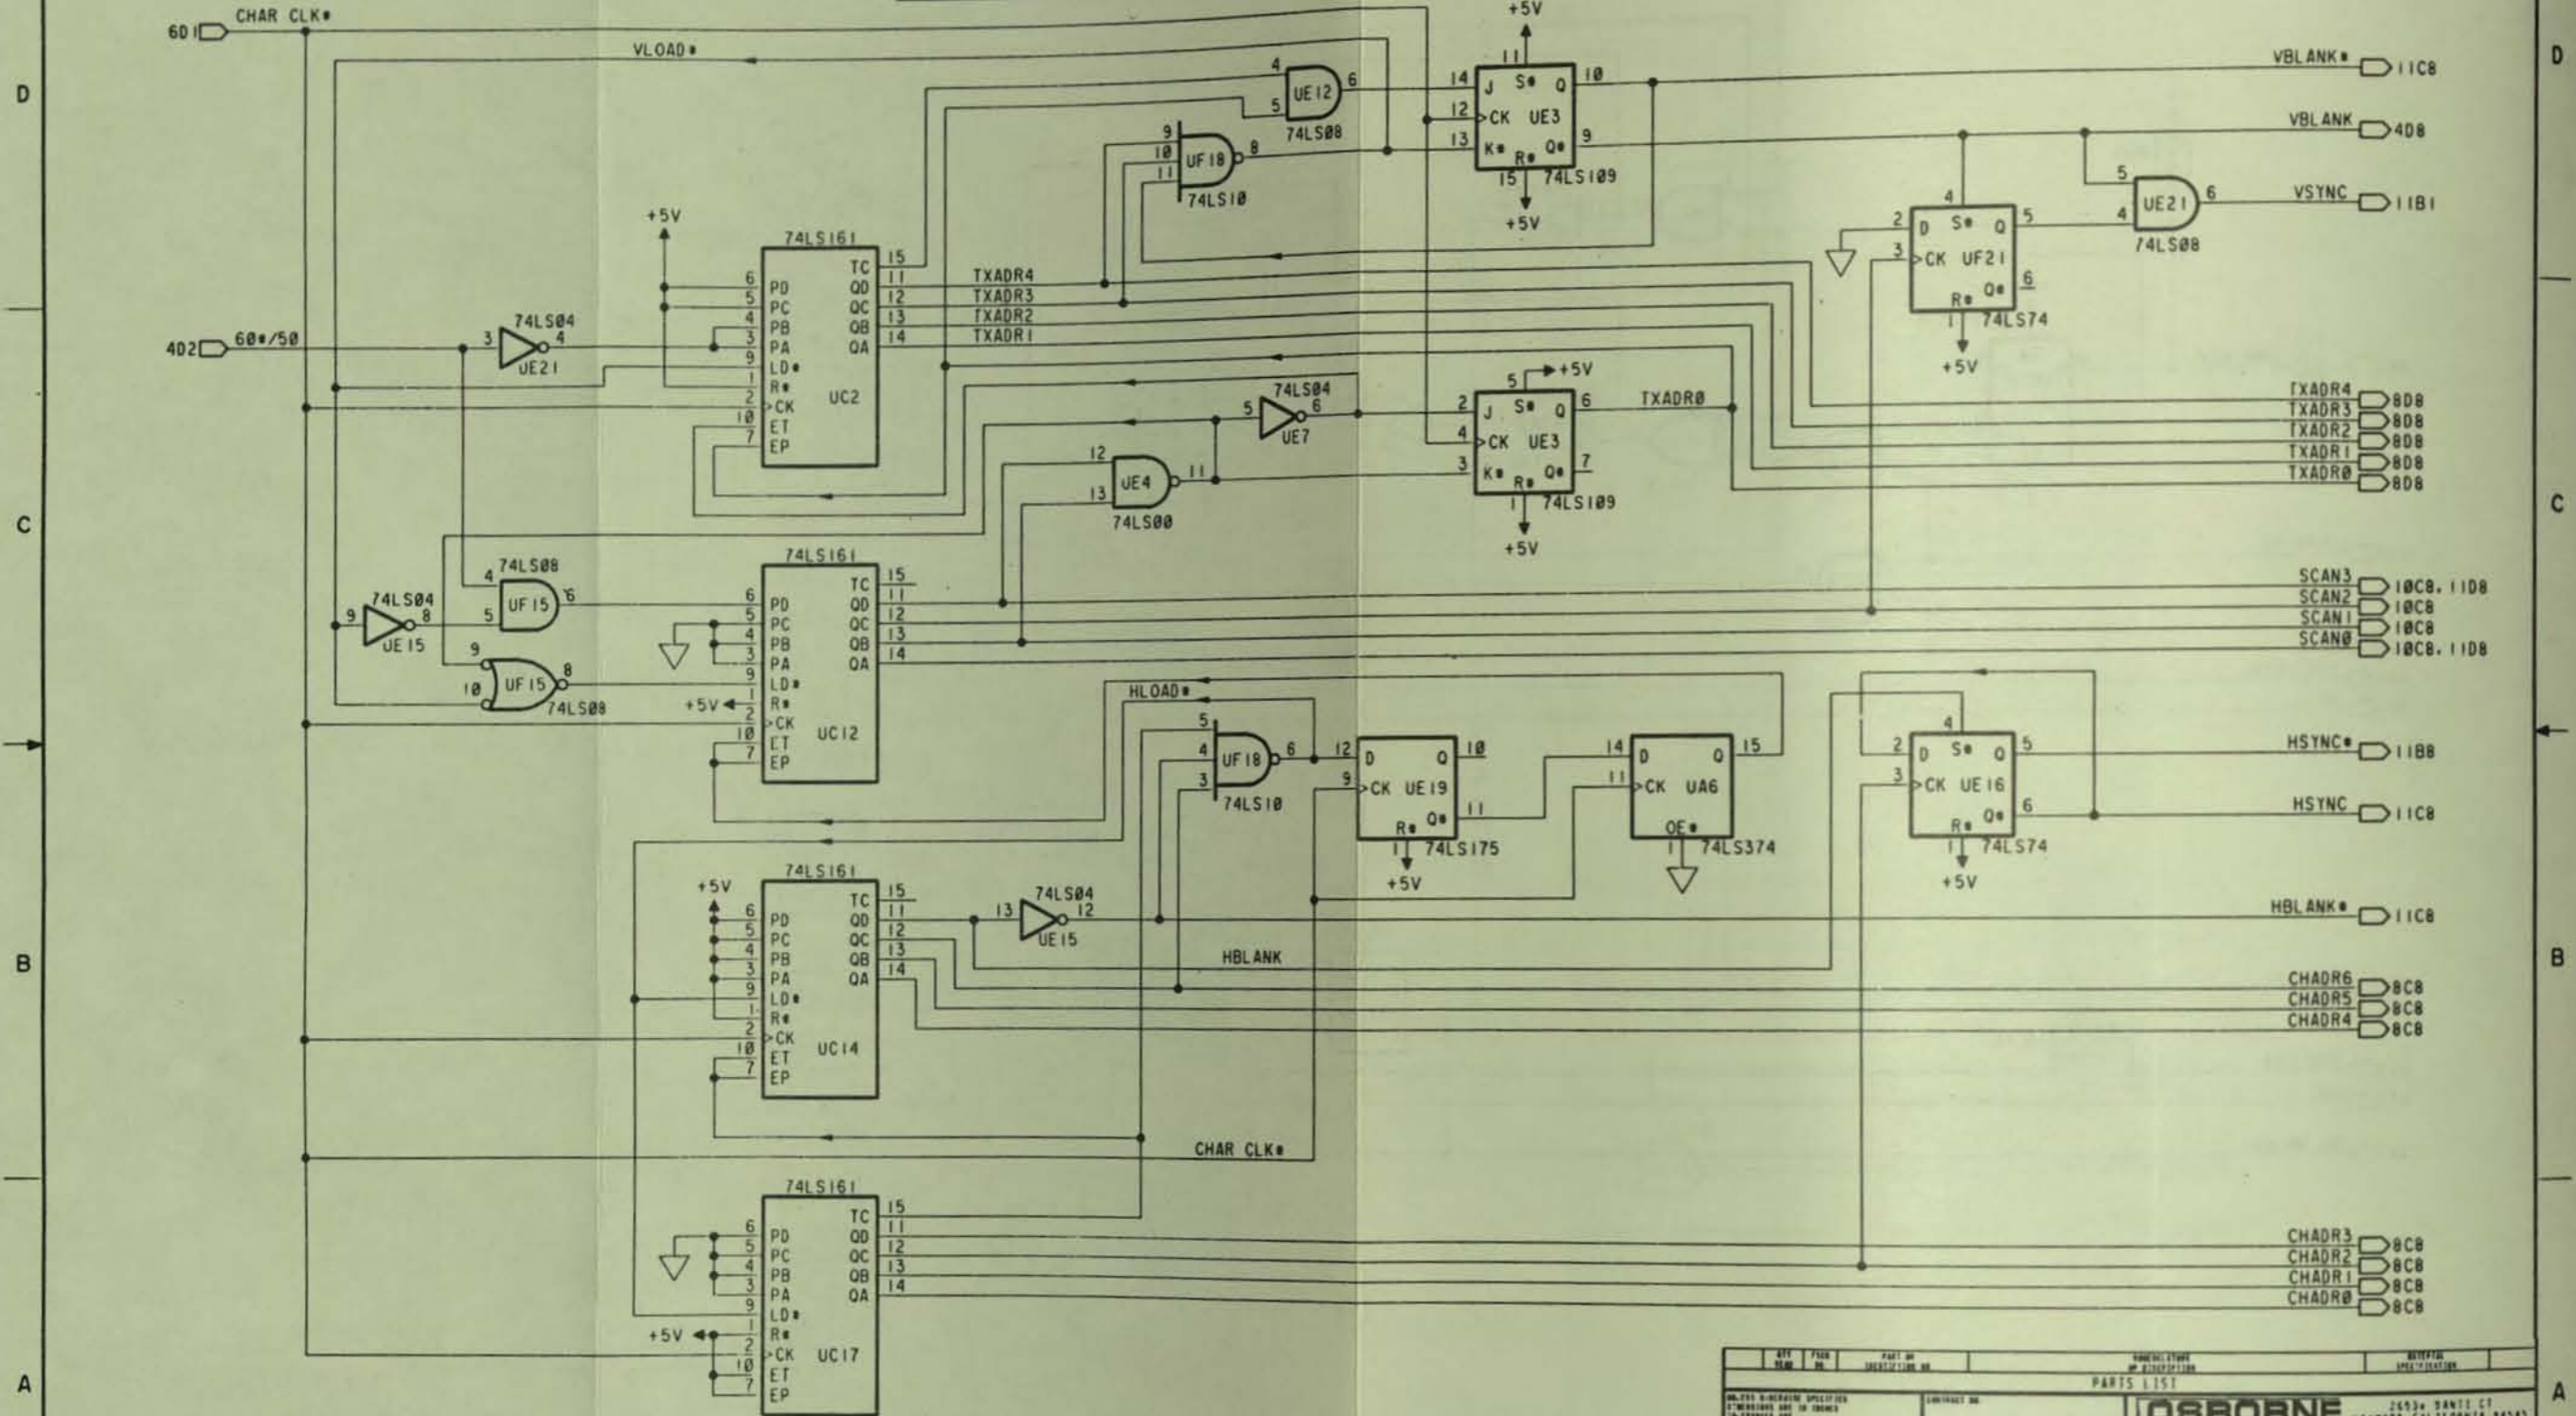 CHAR CLK*
6D1
VLOAD*
+5V
4
5
UE12
6
74LS08
11
14 J S* Q 10
12 CK UE3
13 K* Q* 9
R*
15 74LS109
+5V
VBLANK* 11C8
VBLANK 4D8
VSYNC 11B1
D
D
9
10
11
UF18
8
74LS10
4
2 D S* Q 5
3 CK UF21
Q* 6
R*
1 74LS74
+5V
5
4
UE21
6
74LS08
+5V
74LS161
TC 15
6 PD QD 11
5 PC QC 12
4 PB QB 13
3 PA QA 14
9 LD*
1 R*
2 CK
10 ET
7 EP
UC2
TXADR4
TXADR3
TXADR2
TXADR1
4D2 60*/50
74LS04
3 4
UE21
74LS04
5 6
UE7
5 +5V
2 J S* Q 6
4 CK UE3
3 K* Q* 7
R*
1 74LS109
+5V
TXADR0
TXADR4 8D8
TXADR3 8D8
TXADR2 8D8
TXADR1 8D8
TXADR0 8D8
12
13
UE4
11
74LS00
C
C
74LS08
4
5
UF15
6
74LS04
9 8
UE15
9
10
UF15
8
74LS08
74LS161
TC 15
6 PD QD 11
5 PC QC 12
4 PB QB 13
3 PA QA 14
9 LD*
+5V 1 R*
2 CK
10 ET
7 EP
UC12
SCAN3 10C8, 11D8
SCAN2 10C8
SCAN1 10C8
SCAN0 10C8, 11D8
HLOAD*
5
4
3
UF18
6
74LS10
12 D Q 10
9 CK UE19
Q* 11
R*
1 74LS175
+5V
14 D Q 15
11 CK UA6
OE*
1 74LS374
4
2 D S* Q 5
3 CK UE16
Q* 6
R*
1 74LS74
+5V
HSYNC* 11B8
HSYNC 11C8
HBLANK* 11C8
+5V
74LS161
TC 15
6 PD QD 11
5 PC QC 12
4 PB QB 13
3 PA QA 14
9 LD*
1 R*
2 CK
10 ET
7 EP
UC14
74LS04
13 12
UE15
HBLANK
B
B
CHADR6 8C8
CHADR5 8C8
CHADR4 8C8
CHAR CLK*
74LS161
TC 15
6 PD QD 11
5 PC QC 12
4 PB QB 13
3 PA QA 14
9 LD*
+5V 1 R*
2 CK
10 ET
7 EP
UC17
CHADR3 8C8
CHADR2 8C8
CHADR1 8C8
CHADR0 8C8
A
A
PARTS LIST
OSBORNE